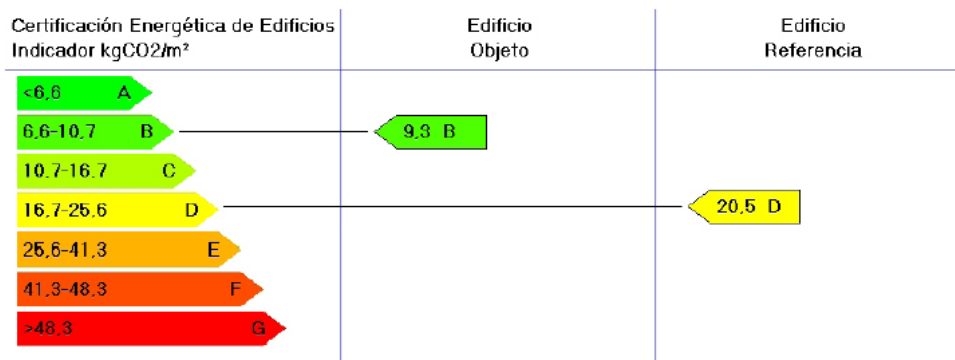 Certificación Energética de Edificios
Indicador kgCO2/m²
Edificio
Objeto
Edificio
Referencia
<6,6 A
6,6-10,7 B
9,3 B
10,7-16,7 C
16,7-25,6 D
20,5 D
25,6-41,3 E
41,3-48,3 F
>48,3 G